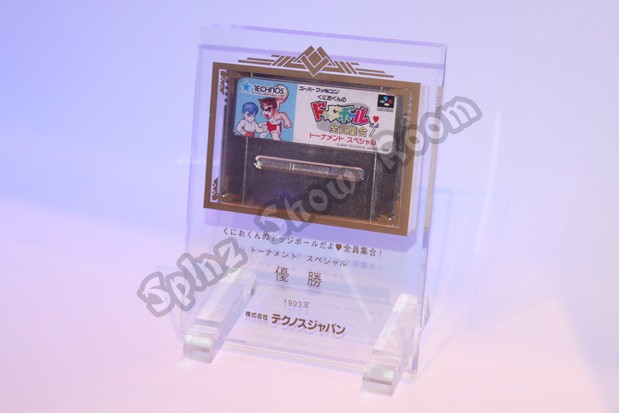 TECHNOS
スーパーファミコン
くにおくんの
ドッジボール
だよ
全員集合!
トーナメント スペシャル
くにおくんのドッジボールだよ♥全員集合!
トーナメント スペシャル
優勝
1993年
株式会社 テクノスジャパン
Sphz Show Room